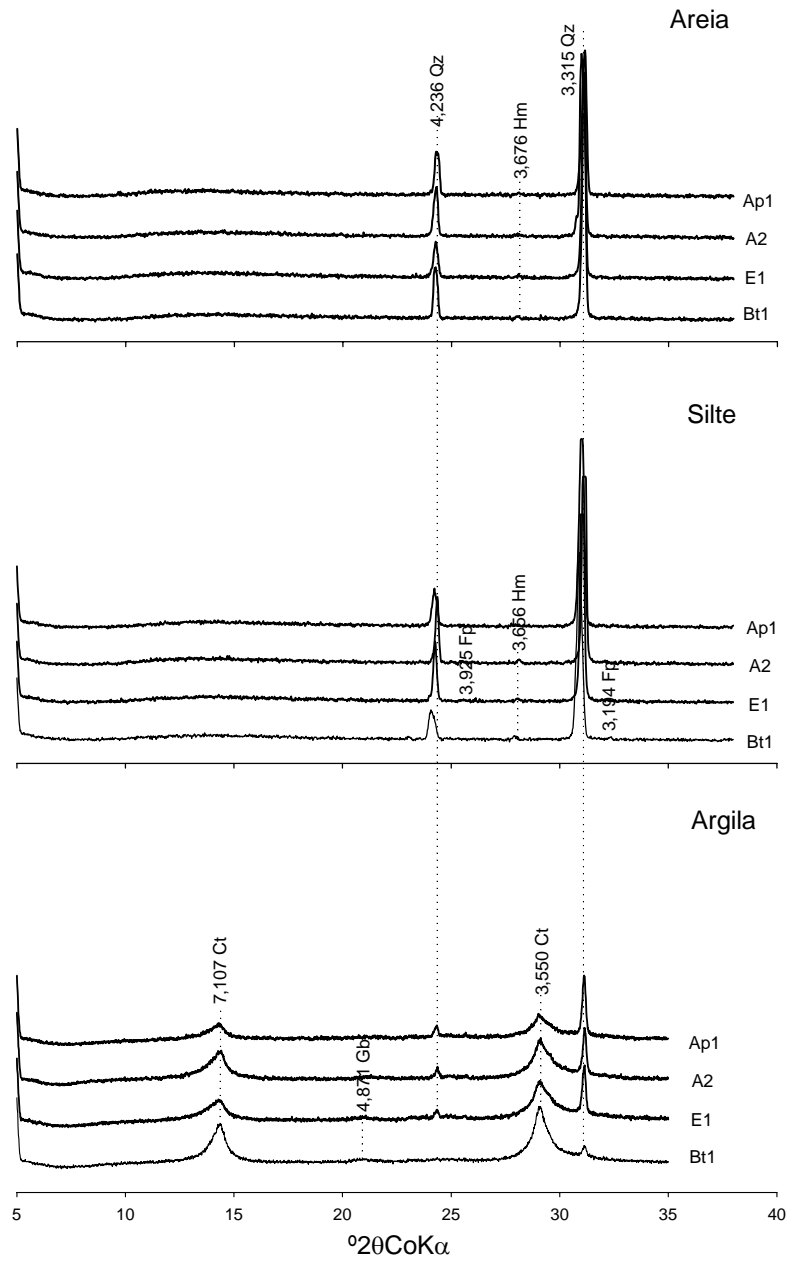 Areia
4,236 Qz
3,676 Hm
3,315 Qz
Ap1
A2
E1
Bt1
Silte
3,925 Fp
3,656 Hm
3,194 Fp
Ap1
A2
E1
Bt1
Argila
7,107 Ct
4,871 Gb
3,550 Ct
Ap1
A2
E1
Bt1
5 10 15 20 25 30 35 40
º2θCoKα